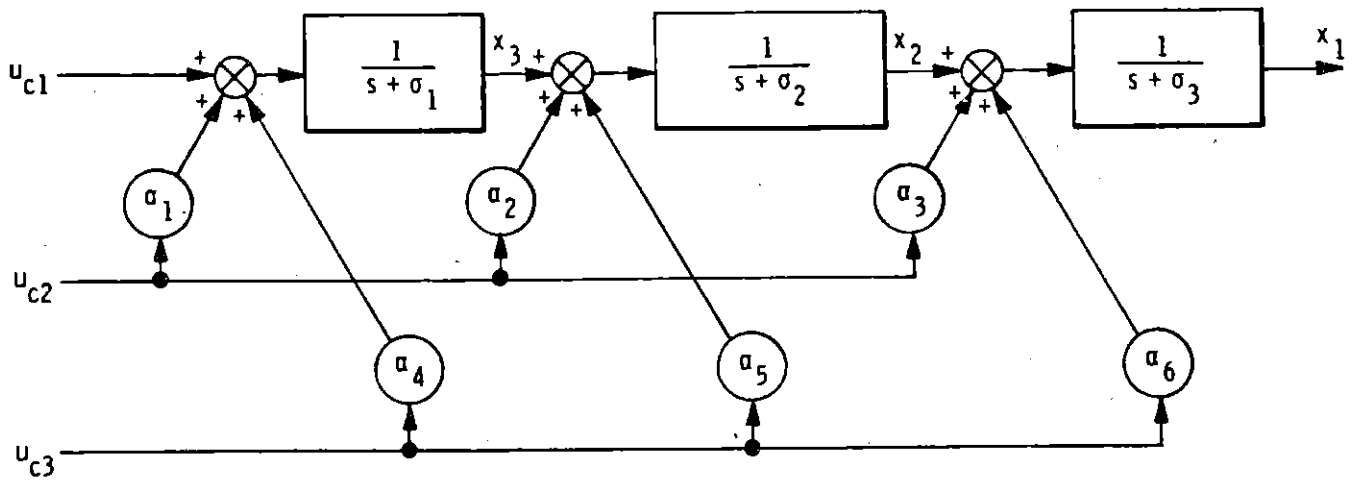 u_c1
+
+
+
1
s + σ_1
x_3
+
+
+
1
s + σ_2
x_2
+
+
+
1
s + σ_3
x_1
α_1
α_2
α_3
u_c2
α_4
α_5
α_6
u_c3